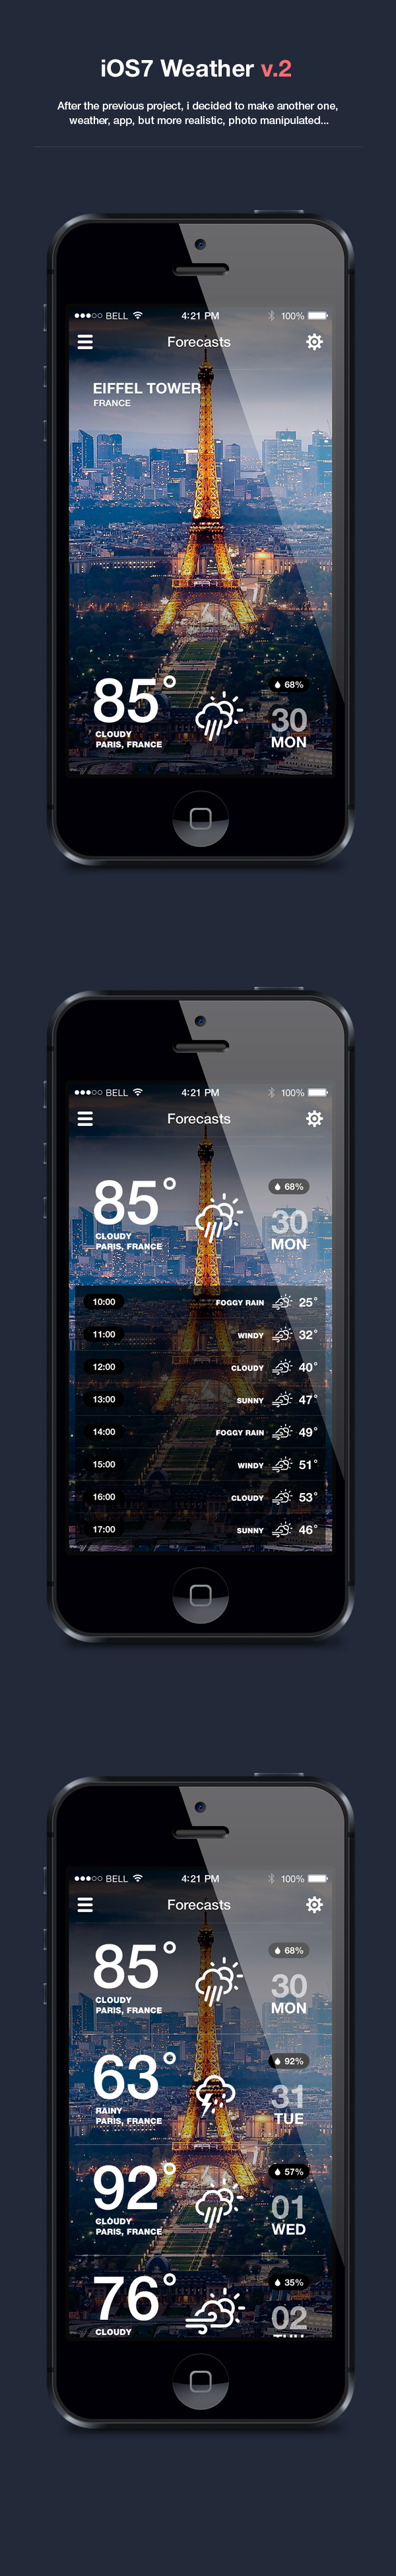 iOS7 Weather v.2
After the previous project, i decided to make another one,
weather, app, but more realistic, photo manipulated...
BELL 4:21 PM 100%
Forecasts
EIFFEL TOWER
FRANCE
68%
85°
30
CLOUDY
MON
PARIS, FRANCE
BELL 4:21 PM 100%
Forecasts
68%
85°
30
CLOUDY
MON
PARIS, FRANCE
10:00 FOGGY RAIN 25°
11:00 WINDY 32°
12:00 CLOUDY 40°
13:00 SUNNY 47°
14:00 FOGGY RAIN 49°
15:00 WINDY 51°
16:00 CLOUDY 53°
17:00 SUNNY 46°
BELL 4:21 PM 100%
Forecasts
68%
85°
30
CLOUDY
MON
PARIS, FRANCE
92%
63°
31
RAINY
TUE
PARIS, FRANCE
57%
92°
01
CLOUDY
WED
PARIS, FRANCE
35%
76°
02
CLOUDY